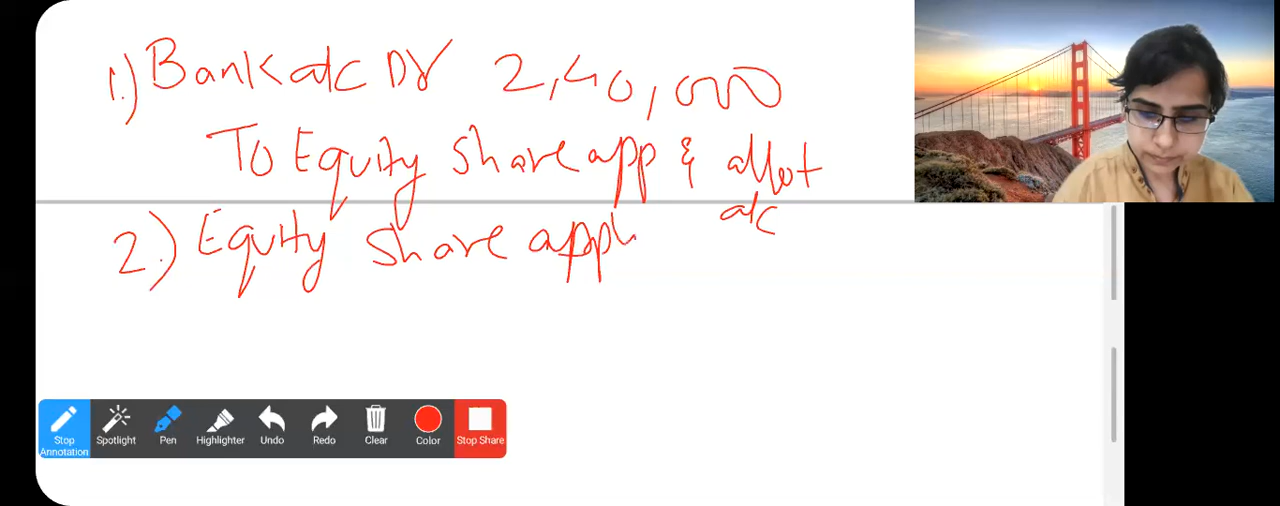 1.) Bank a/c Dr 2,40,000
To Equity Share app & allot
a/c
2.) Equity Share appl
Stop Annotation
Spotlight
Pen
Highlighter
Undo
Redo
Clear
Color
Stop Share